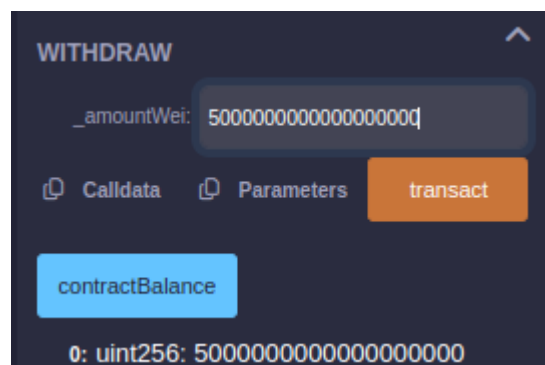 WITHDRAW
_amountWei: 5000000000000000000
Calldata Parameters transact
contractBalance
0: uint256: 5000000000000000000